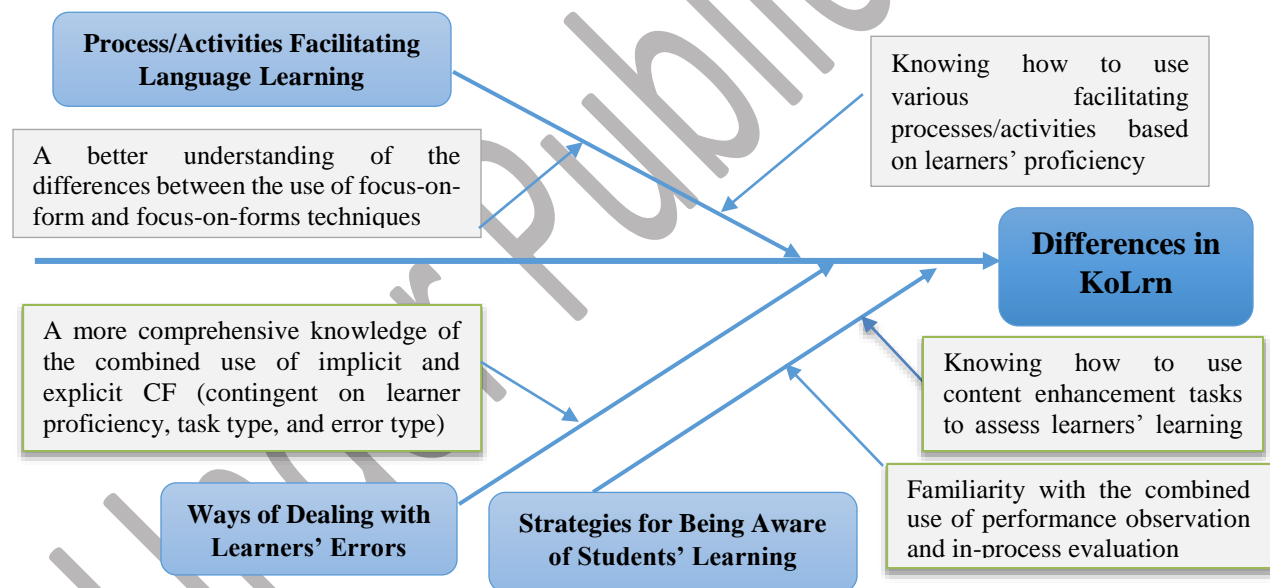 Process/Activities Facilitating
Language Learning
Knowing how to use
various facilitating
processes/activities based
on learners’ proficiency
A better understanding of the
differences between the use of focus-on-
form and focus-on-forms techniques
Differences in
KoLrn
A more comprehensive knowledge of
the combined use of implicit and
explicit CF (contingent on learner
proficiency, task type, and error type)
Knowing how to use
content enhancement tasks
to assess learners’ learning
Familiarity with the combined
use of performance observation
and in-process evaluation
Ways of Dealing with
Learners’ Errors
Strategies for Being Aware
of Students’ Learning